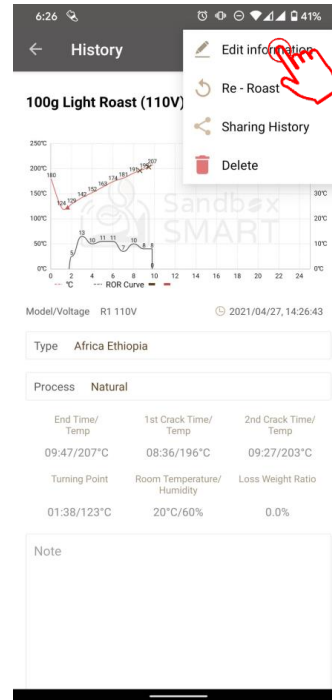 6:26
41%
History
Edit information
Re - Roast
Sharing History
Delete
100g Light Roast (110V)
250℃
200℃
150℃
100℃
50℃
0℃
30℃
20℃
10℃
0℃
180
124
129
142
152
163
174
181
191
195
207
5
13
10
11
11
7
10
8
8
0
Sandbox
SMART
0 2 4 6 8 10 12 14 16 18 20 22 24
-- ℃ -- ROR Curve
Model/Voltage R1 110V 2021/04/27, 14:26:43
Type Africa Ethiopia
Process Natural
End Time/
Temp
1st Crack Time/
Temp
2nd Crack Time/
Temp
09:47/207°C 08:36/196°C 09:27/203°C
Turning Point
Room Temperature/
Humidity
Loss Weight Ratio
01:38/123°C 20°C/60% 0.0%
Note